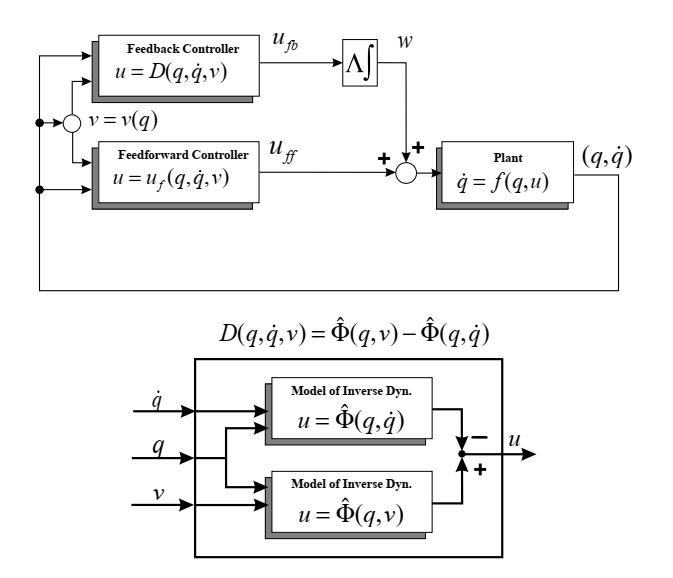 Feedback Controller
u = D(q, q̇, v)
u_fb
Λ∫
w
v = v(q)
Feedforward Controller
u = u_f(q, q̇, v)
u_ff
+
+
Plant
q̇ = f(q, u)
(q, q̇)
D(q, q̇, v) = Φ̂(q, v) − Φ̂(q, q̇)
q̇
Model of Inverse Dyn.
u = Φ̂(q, q̇)
q
−
u
+
v
Model of Inverse Dyn.
u = Φ̂(q, v)